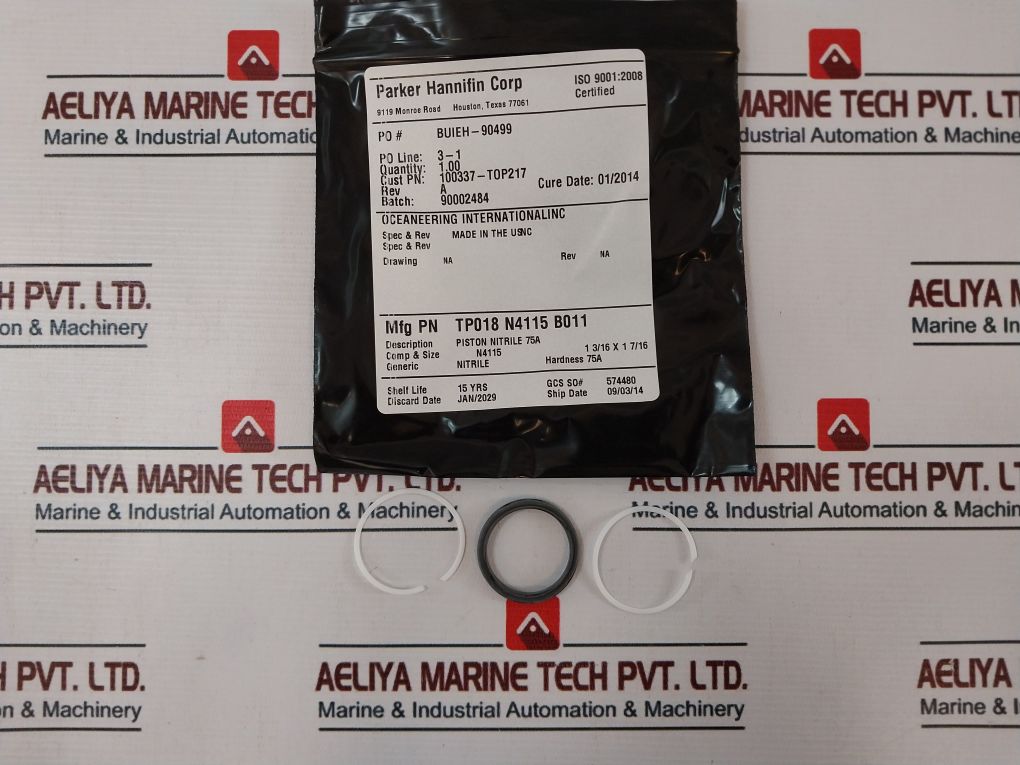 Parker Hannifin Corp
ISO 9001:2008
Certified
9119 Monroe Road Houston, Texas 77061
PO # BUIEH-90499
PO Line: 3-1
Quantity: 1.00
Cust PN: 100337-TOP217
Rev A
Cure Date: 01/2014
Batch: 90002484
OCEANEERING INTERNATIONALINC
Spec & Rev MADE IN THE USNC
Spec & Rev
Drawing NA Rev NA
Mfg PN TP018 N4115 B011
Description PISTON NITRILE 75A
Comp & Size N4115 1 3/16 X 1 7/16
Generic NITRILE Hardness 75A
Shelf Life 15 YRS GCS SO# 574480
Discard Date JAN/2029 Ship Date 09/03/14
AELIYA MARINE TECH
Marine & Industrial Automation
PVT. LTD
& Machinery
H PVT. LTD.
on & Machinery
AELIYA MARINE
Marine & I
AELIYA MARINE TECH PVT. LTD.
Marine & Industrial Automation & Machinery
AELIYA MARINE TECH PVT. LT
Marine & Industrial Automation & Machine
H PVT. LTD.
n & Machinery
AELIYA MARINE TECH PVT. LTD.
Marine & Industrial Automation & Machinery
AELIYA
Marine & I